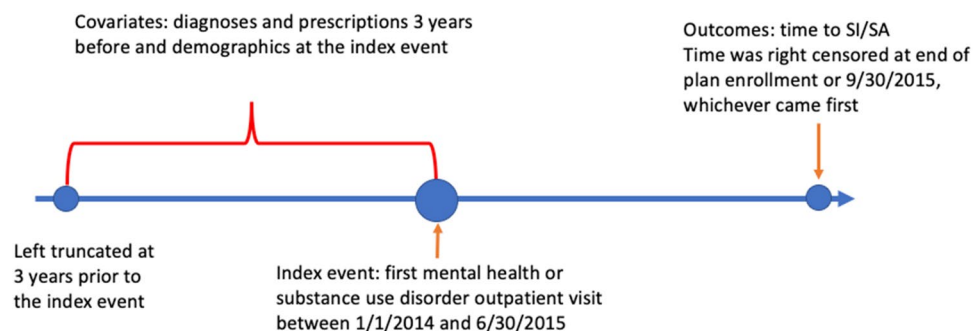 Covariates: diagnoses and prescriptions 3 years
before and demographics at the index event
Outcomes: time to SI/SA
Time was right censored at end of
plan enrollment or 9/30/2015,
whichever came first
Left truncated at
3 years prior to
the index event
Index event: first mental health or
substance use disorder outpatient visit
between 1/1/2014 and 6/30/2015